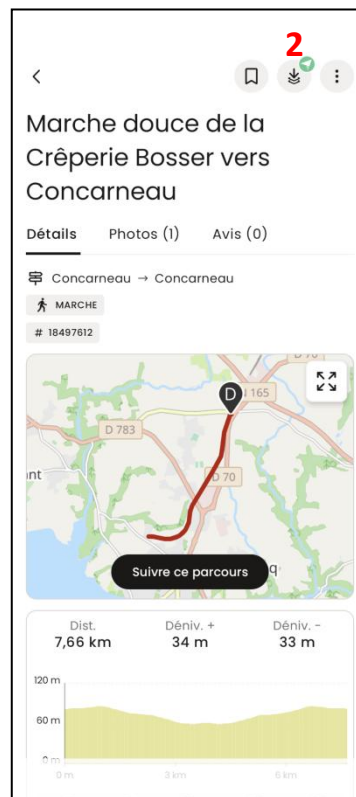 2
Marche douce de la
Crêperie Bosser vers
Concarneau
Détails Photos (1) Avis (0)
Concarneau → Concarneau
MARCHE
# 18497612
D
165
D 783
nt
D 70
q
Suivre ce parcours
Dist. Déniv. + Déniv. -
7,66 km 34 m 33 m
120 m
60 m
0 m
0 m 3 km 6 km